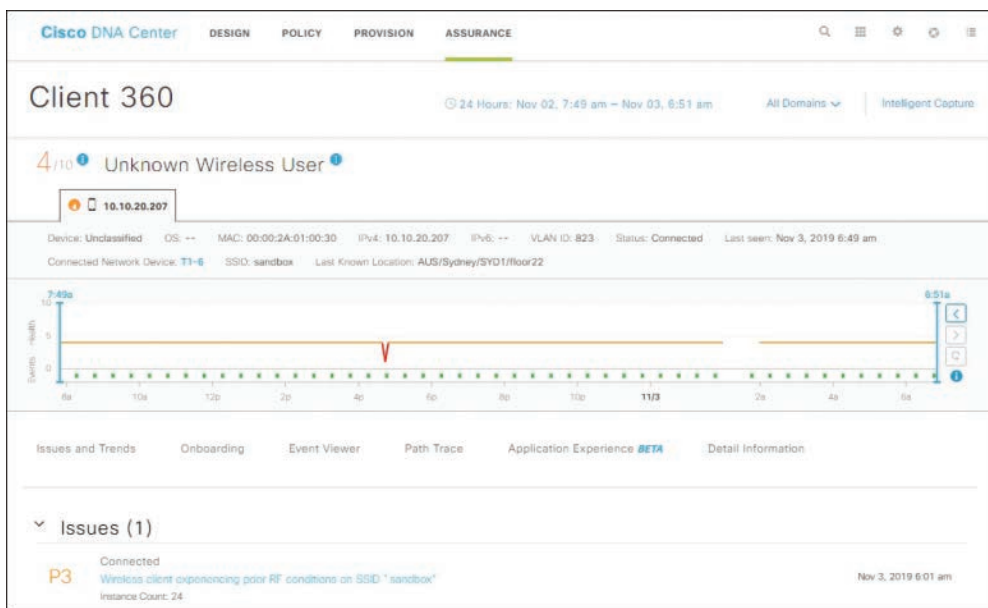 Cisco DNA Center DESIGN POLICY PROVISION ASSURANCE
Client 360 24 Hours: Nov 02, 7:49 am – Nov 03, 6:51 am All Domains Intelligent Capture
4/10 Unknown Wireless User
10.10.20.207
Device: Unclassified OS: -- MAC: 00:00:2A:01:00:30 IPv4: 10.10.20.207 IPv6: -- VLAN ID: 823 Status: Connected Last seen: Nov 3, 2019 6:49 am
Connected Network Device: T1-6 SSID: sandbox Last Known Location: AUS/Sydney/SYD1/floor22
7:49a 6:51a
10
5
0
Health
Events
8a 10a 12p 2p 4p 6p 8p 10p 11/3 2a 4a 6a
Issues and Trends Onboarding Event Viewer Path Trace Application Experience BETA Detail Information
Issues (1)
P3
Connected
Wireless client experiencing poor RF conditions on SSID "sandbox"
Instance Count: 24
Nov 3, 2019 6:01 am